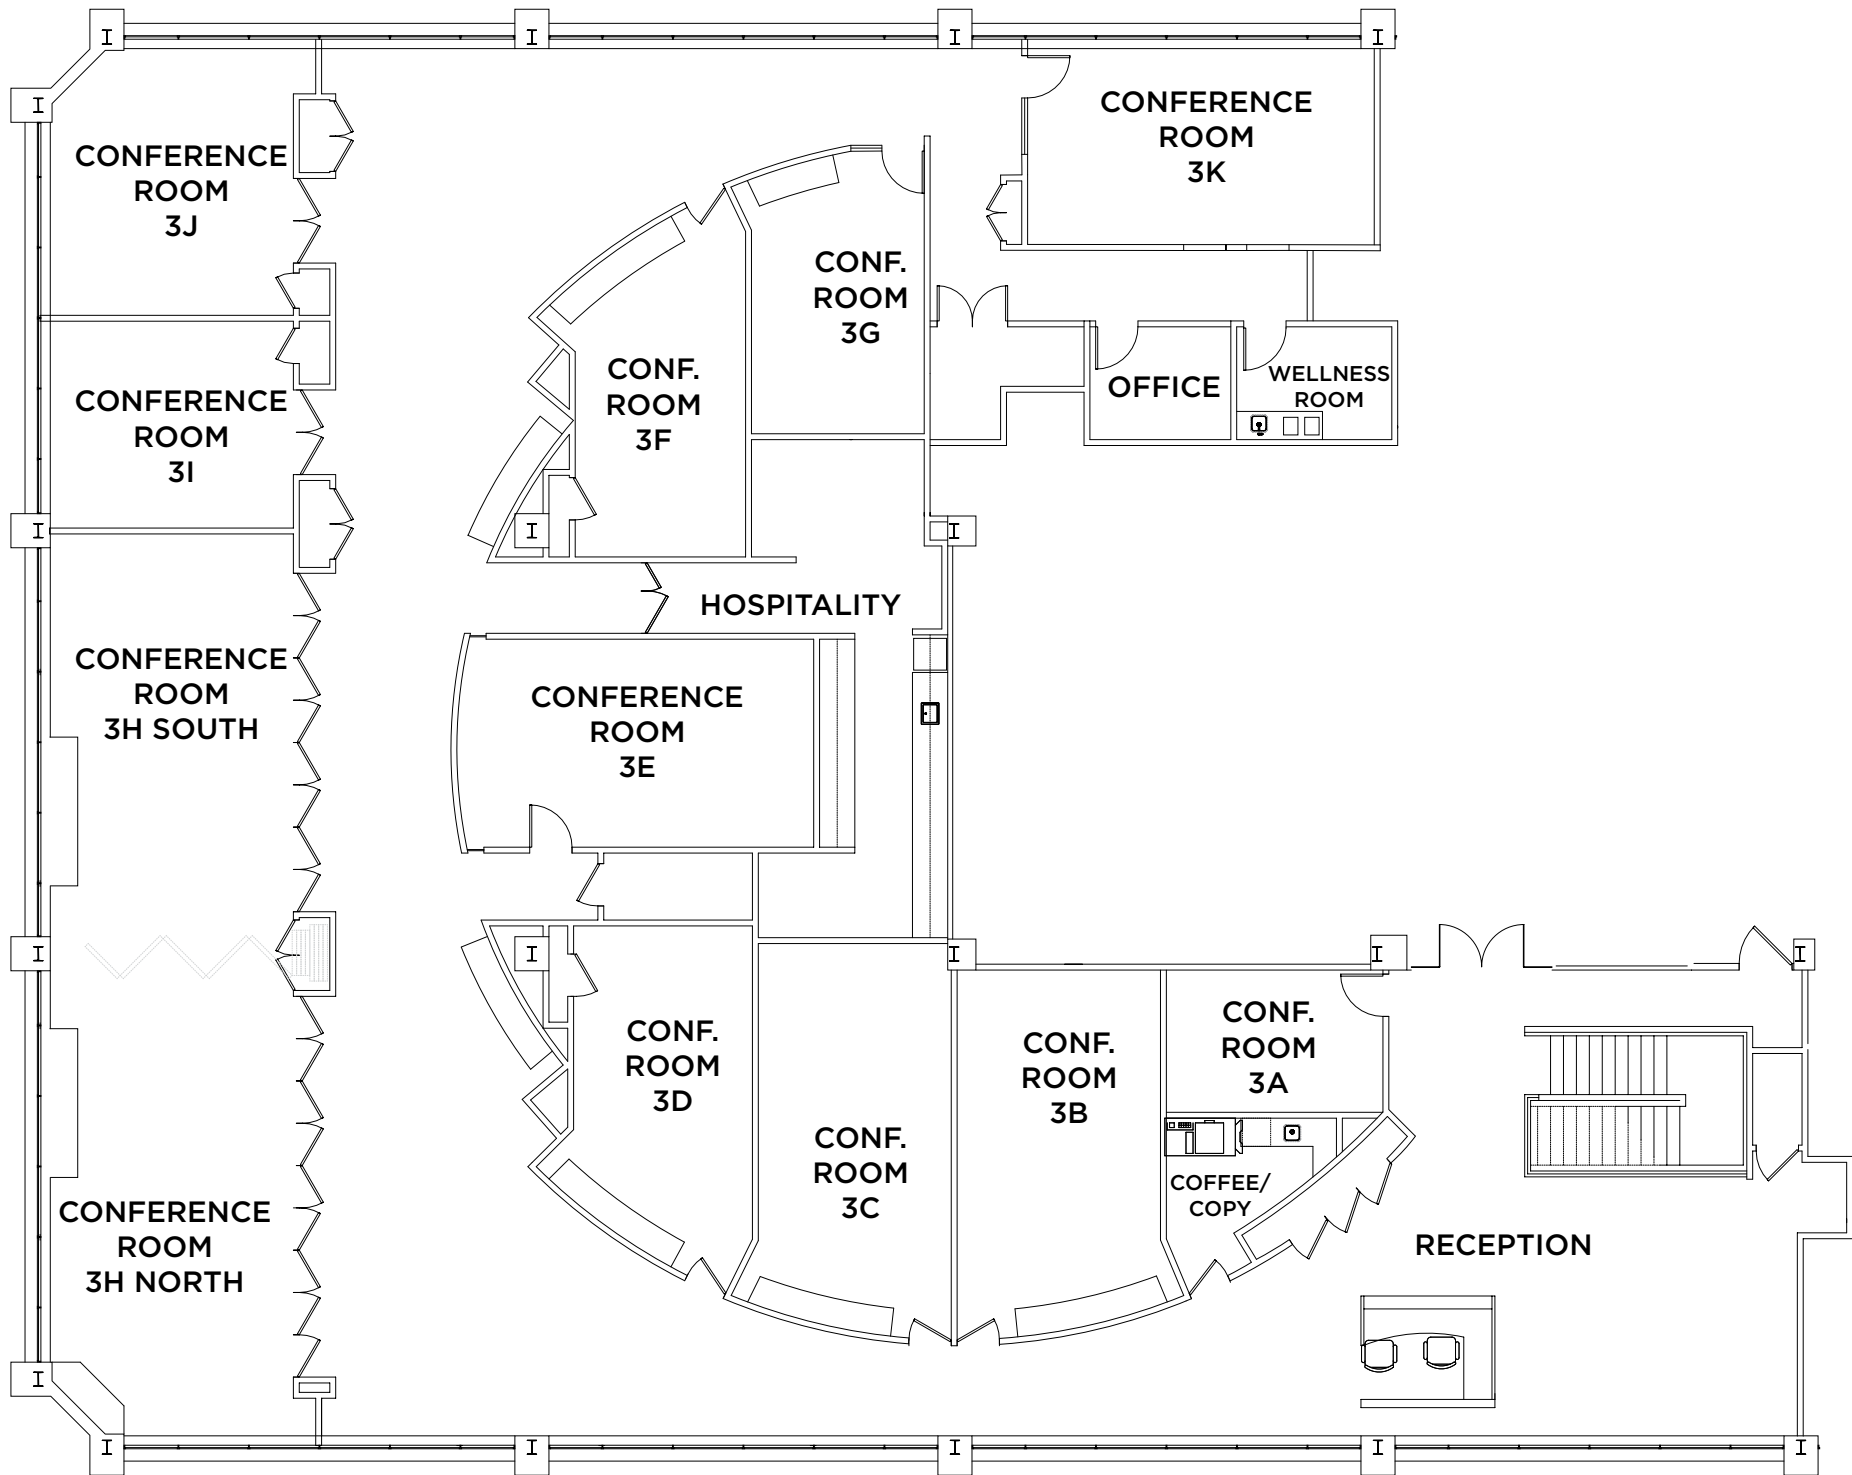 CONFERENCE
ROOM
3K
CONFERENCE
ROOM
3J
CONF.
ROOM
3G
CONF.
ROOM
3F
OFFICE
WELLNESS
ROOM
CONFERENCE
ROOM
3I
HOSPITALITY
CONFERENCE
ROOM
3H SOUTH
CONFERENCE
ROOM
3E
CONF.
ROOM
3D
CONF.
ROOM
3C
CONF.
ROOM
3B
CONF.
ROOM
3A
COFFEE/
COPY
CONFERENCE
ROOM
3H NORTH
RECEPTION